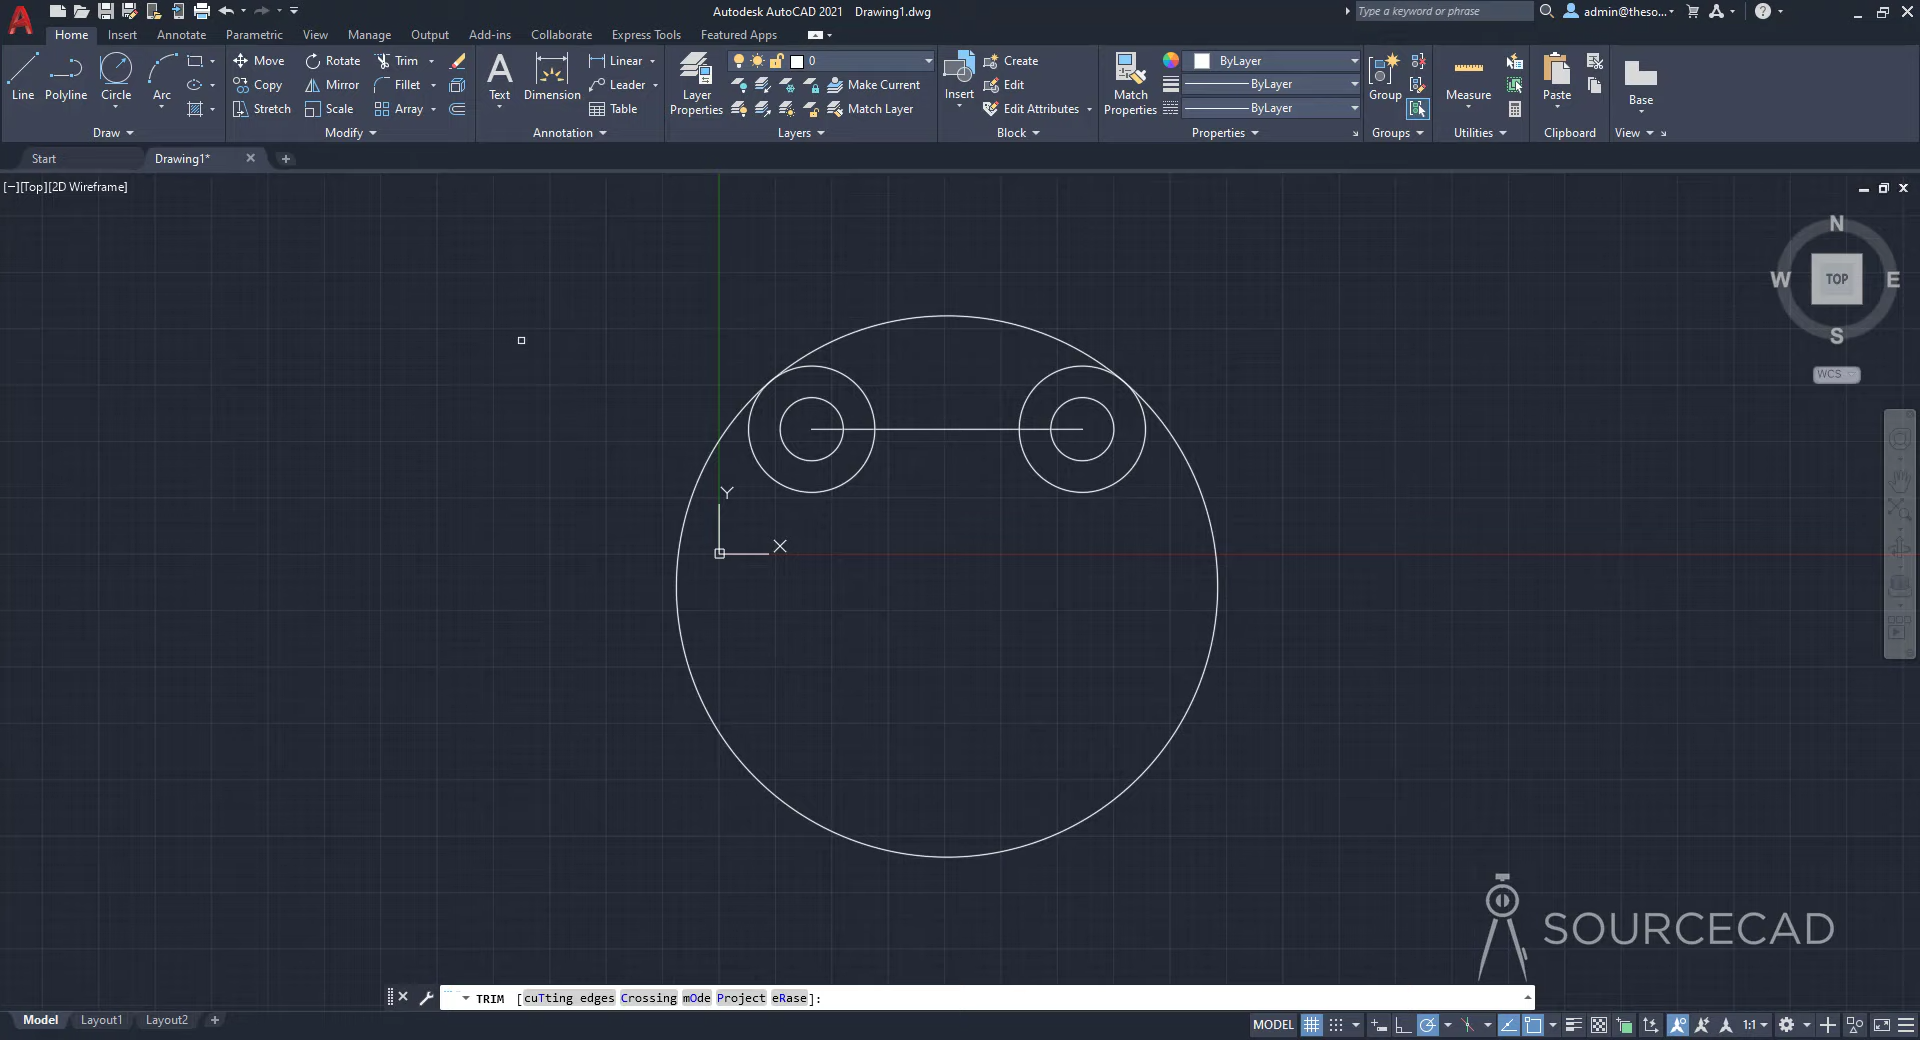 Autodesk AutoCAD 2021 Drawing1.dwg
Type a keyword or phrase
admin@theso...
Home Insert Annotate Parametric View Manage Output Add-ins Collaborate Express Tools Featured Apps
Line Polyline Circle Arc
Draw
Move Rotate Trim
Copy Mirror Fillet
Stretch Scale Array
Modify
Text Dimension
Linear
Leader
Table
Annotation
Layer
Properties
0
Make Current
Match Layer
Layers
Insert
Create
Edit
Edit Attributes
Block
Match
Properties
ByLayer
ByLayer
ByLayer
Properties
Group
Groups
Measure
Utilities
Paste
Clipboard
Base
View
Start Drawing1*
[−][Top][2D Wireframe]
N
W TOP E
S
WCS
Y
X
SOURCECAD
TRIM [cuTting edges Crossing mOde Project eRase]:
Model Layout1 Layout2
MODEL 1:1